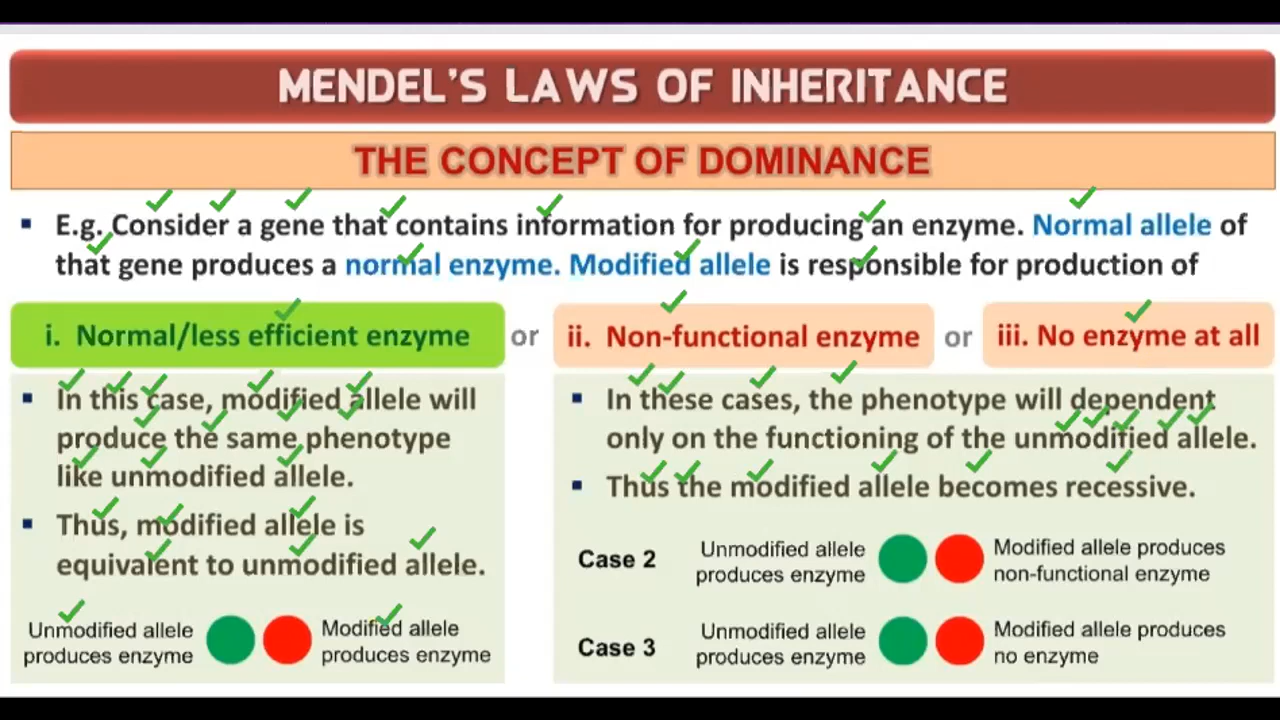 MENDEL'S LAWS OF INHERITANCE
THE CONCEPT OF DOMINANCE
▪ E.g. Consider a gene that contains information for producing an enzyme. Normal allele of
that gene produces a normal enzyme. Modified allele is responsible for production of
i. Normal/less efficient enzyme or ii. Non-functional enzyme or iii. No enzyme at all
▪ In this case, modified allele will
produce the same phenotype
like unmodified allele.
▪ Thus, modified allele is
equivalent to unmodified allele.
Unmodified allele
produces enzyme
Modified allele
produces enzyme
▪ In these cases, the phenotype will dependent
only on the functioning of the unmodified allele.
▪ Thus the modified allele becomes recessive.
Case 2
Unmodified allele
produces enzyme
Modified allele produces
non-functional enzyme
Case 3
Unmodified allele
produces enzyme
Modified allele produces
no enzyme